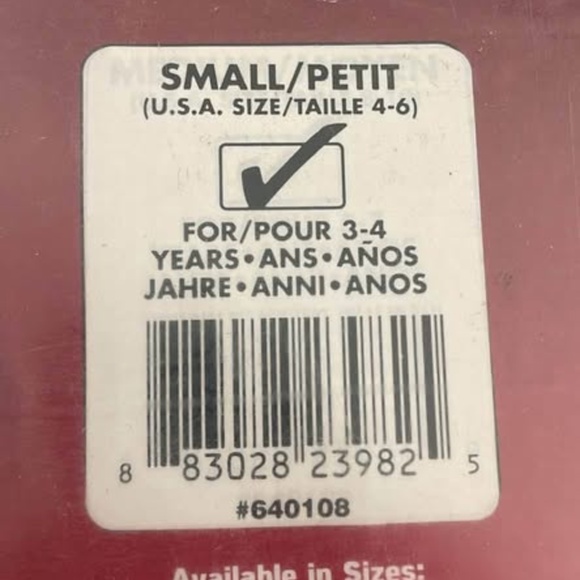 SMALL/PETIT
(U.S.A. SIZE/TAILLE 4-6)
FOR/POUR 3-4
YEARS•ANS•AÑOS
JAHRE•ANNI•ANOS
8 83028 23982 5
#640108
Available in Sizes: